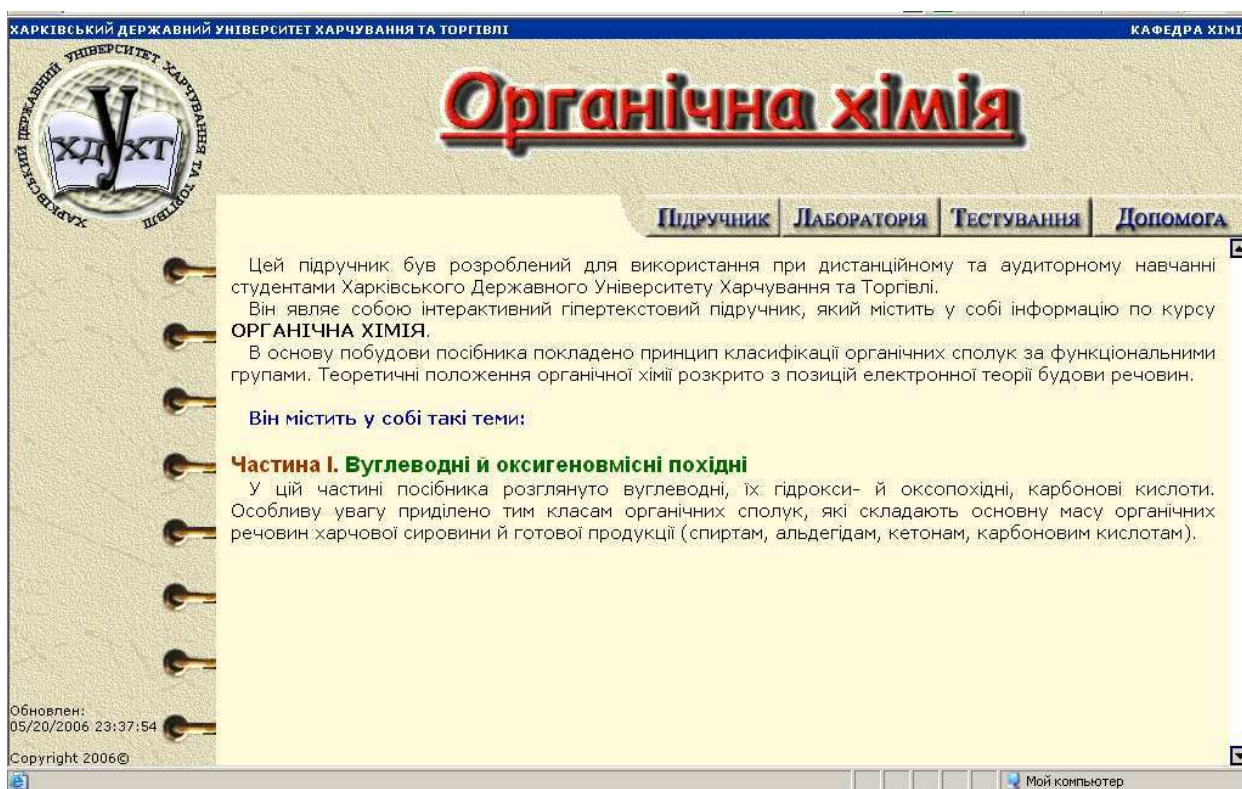 ХАРКІВСЬКИЙ ДЕРЖАВНИЙ УНІВЕРСИТЕТ ХАРЧУВАННЯ ТА ТОРГІВЛІ
КАФЕДРА ХІМІ
ХАРКІВСЬКИЙ ДЕРЖАВНИЙ УНІВЕРСИТЕТ ХАРЧУВАННЯ ТА ТОРГІВЛІ
ХДУХТ
Органічна хімія
Підручник
Лабораторія
Тестування
Допомога
Цей підручник був розроблений для використання при дистанційному та аудиторному навчанні
студентами Харківського Державного Університету Харчування та Торгівлі.
Він являє собою інтерактивний гіпертекстовий підручник, який містить у собі інформацію по курсу
ОРГАНІЧНА ХІМІЯ.
В основу побудови посібника покладено принцип класифікації органічних сполук за функціональними
групами. Теоретичні положення органічної хімії розкрито з позицій електронної теорії будови речовин.
Він містить у собі такі теми:
Частина I. Вуглеводні й оксигеновмісні похідні
У цій частині посібника розглянуто вуглеводні, їх гідрокси- й оксопохідні, карбонові кислоти.
Особливу увагу приділено тим класам органічних сполук, які складають основну масу органічних
речовин харчової сировини й готової продукції (спиртам, альдегідам, кетонам, карбоновим кислотам).
Обновлен:
05/20/2006 23:37:54
Copyright 2006©
Мой компьютер